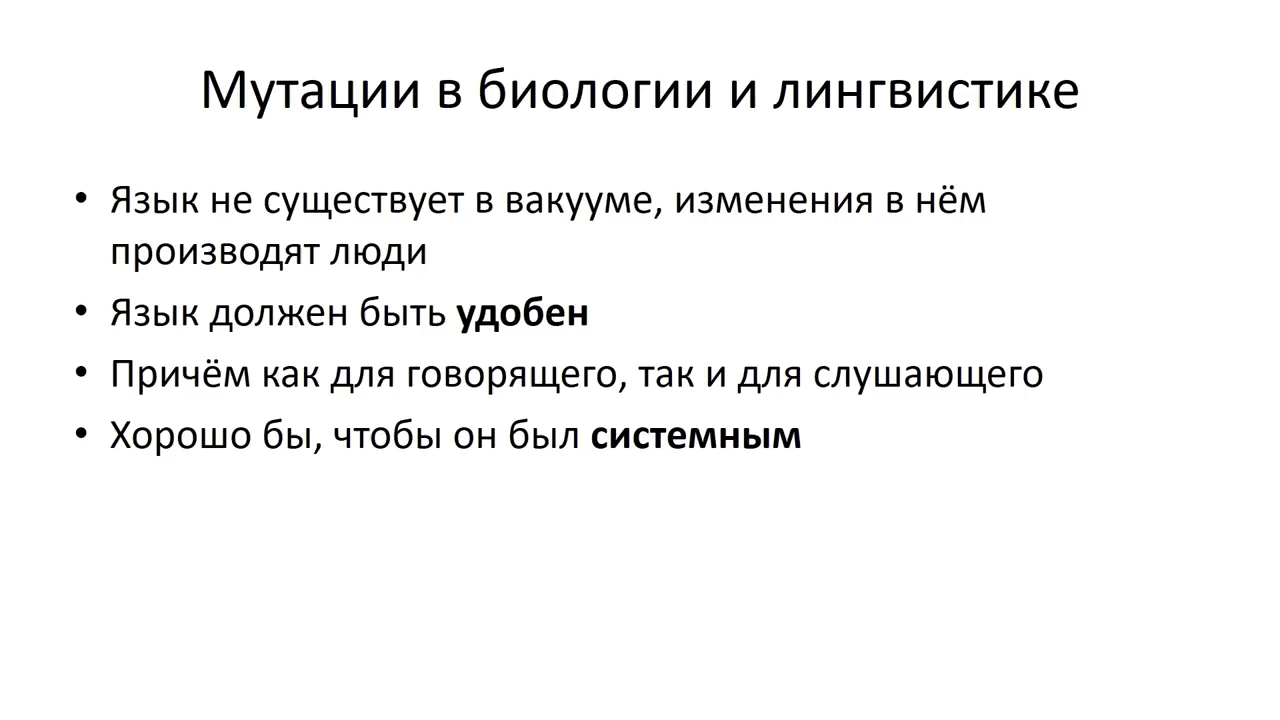 Мутации в биологии и лингвистике
• Язык не существует в вакууме, изменения в нём
производят люди
• Язык должен быть удобен
• Причём как для говорящего, так и для слушающего
• Хорошо бы, чтобы он был системным